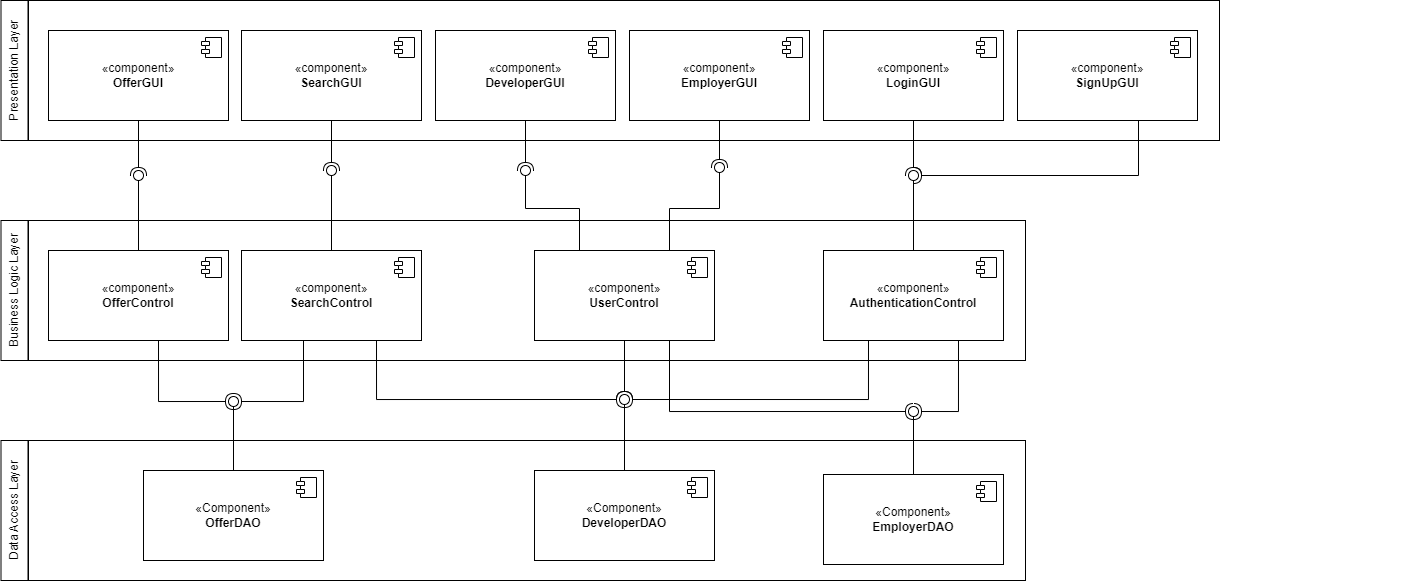 Presentation Layer
«component»
OfferGUI
«component»
SearchGUI
«component»
DeveloperGUI
«component»
EmployerGUI
«component»
LoginGUI
«component»
SignUpGUI
Business Logic Layer
«component»
OfferControl
«component»
SearchControl
«component»
UserControl
«component»
AuthenticationControl
Data Access Layer
«Component»
OfferDAO
«Component»
DeveloperDAO
«Component»
EmployerDAO